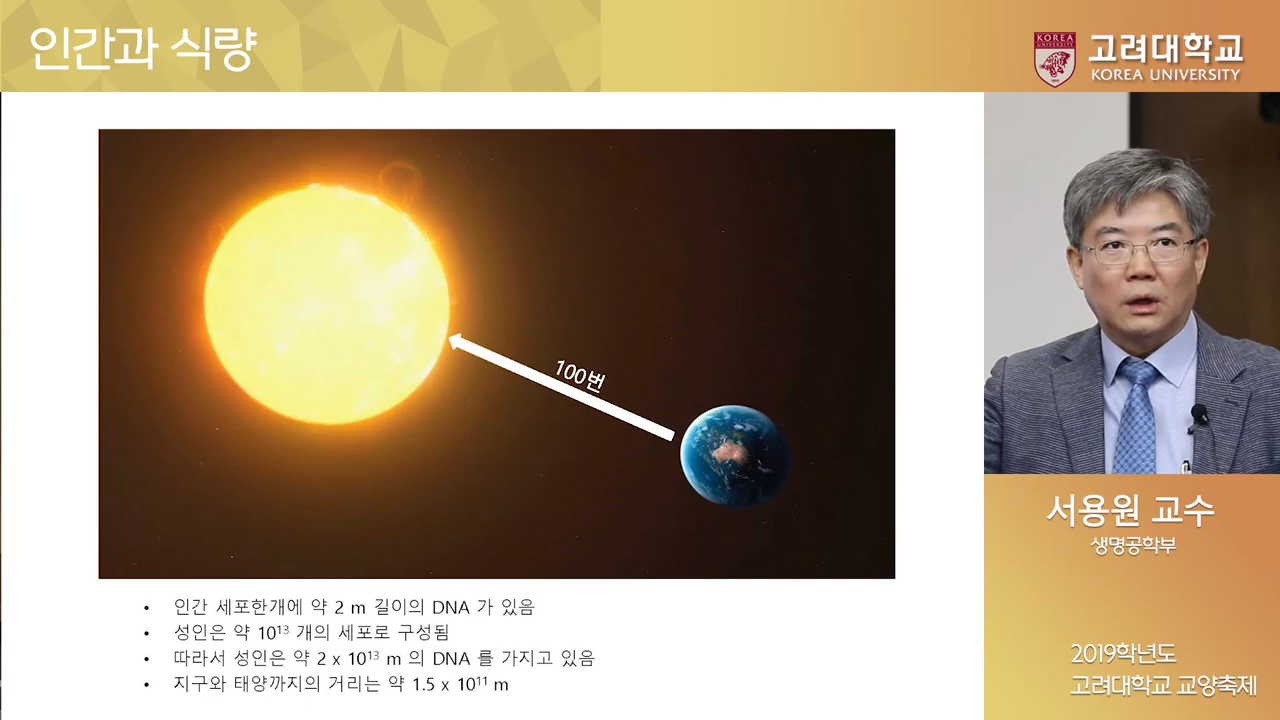 인간과 식량
KOREA
UNIVERSITY
고려대학교
KOREA UNIVERSITY
100번
• 인간 세포한개에 약 2 m 길이의 DNA 가 있음
• 성인은 약 10¹³ 개의 세포로 구성됨
• 따라서 성인은 약 2 x 10¹³ m 의 DNA 를 가지고 있음
• 지구와 태양까지의 거리는 약 1.5 x 10¹¹ m
서용원 교수
생명공학부
2019학년도
고려대학교 교양축제